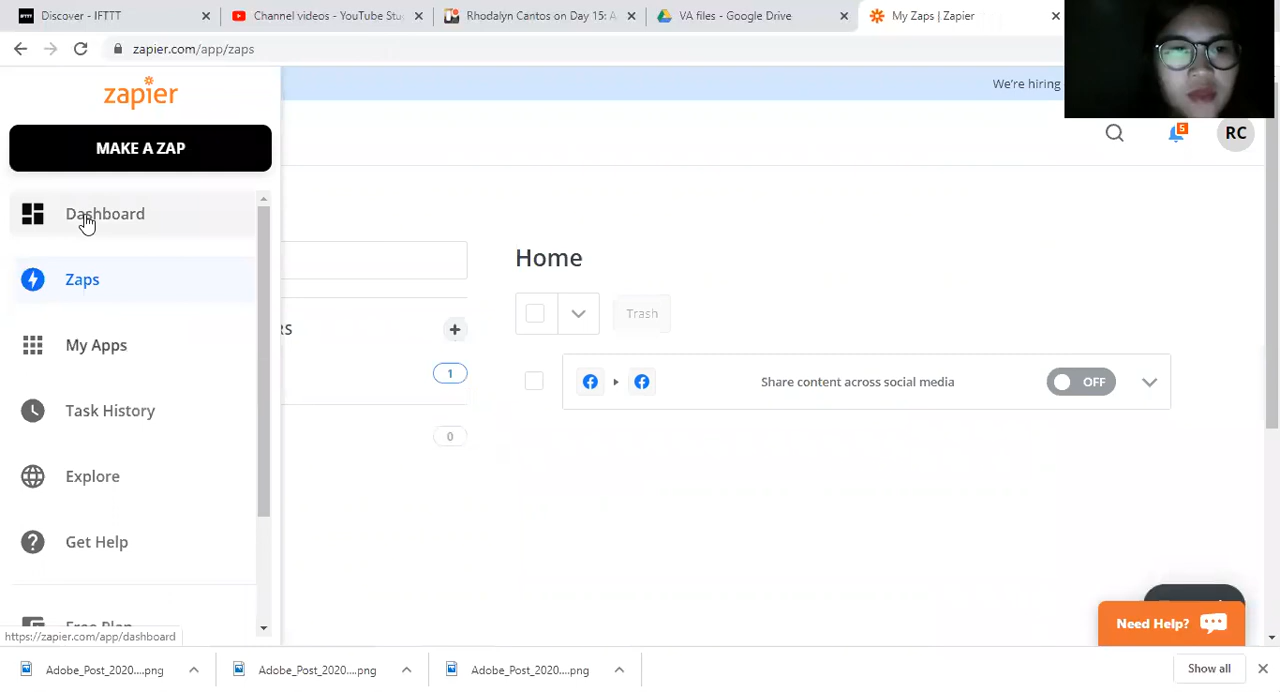 Discover - IFTTT
Channel videos - YouTube Stu
Rhodalyn Cantos on Day 15: A
VA files - Google Drive
My Zaps | Zapier
zapier.com/app/zaps
We're hiring
zapier
MAKE A ZAP
RC
5
Dashboard
Zaps
Home
Trash
RS
My Apps
1
Share content across social media
OFF
Task History
0
Explore
Get Help
Free Plan
Need Help?
https://zapier.com/app/dashboard
Adobe_Post_2020....png
Adobe_Post_2020....png
Adobe_Post_2020....png
Show all